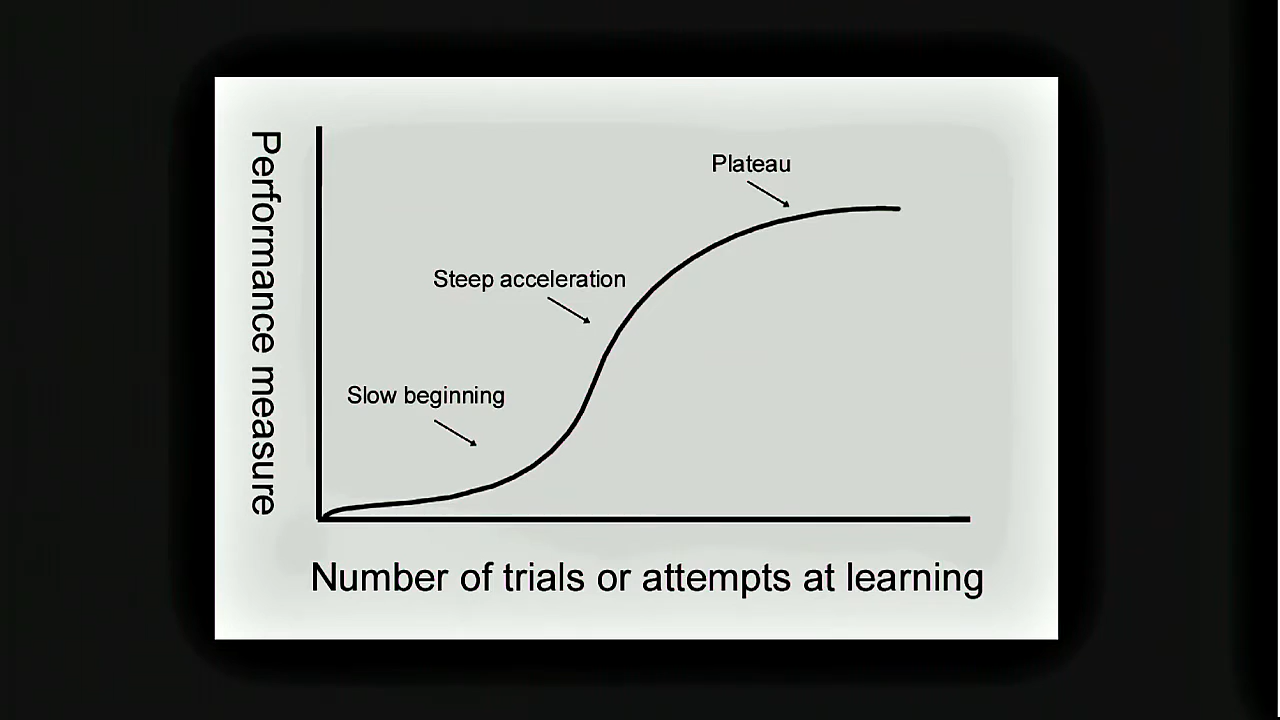 Plateau
Steep acceleration
Slow beginning
Performance measure
Number of trials or attempts at learning